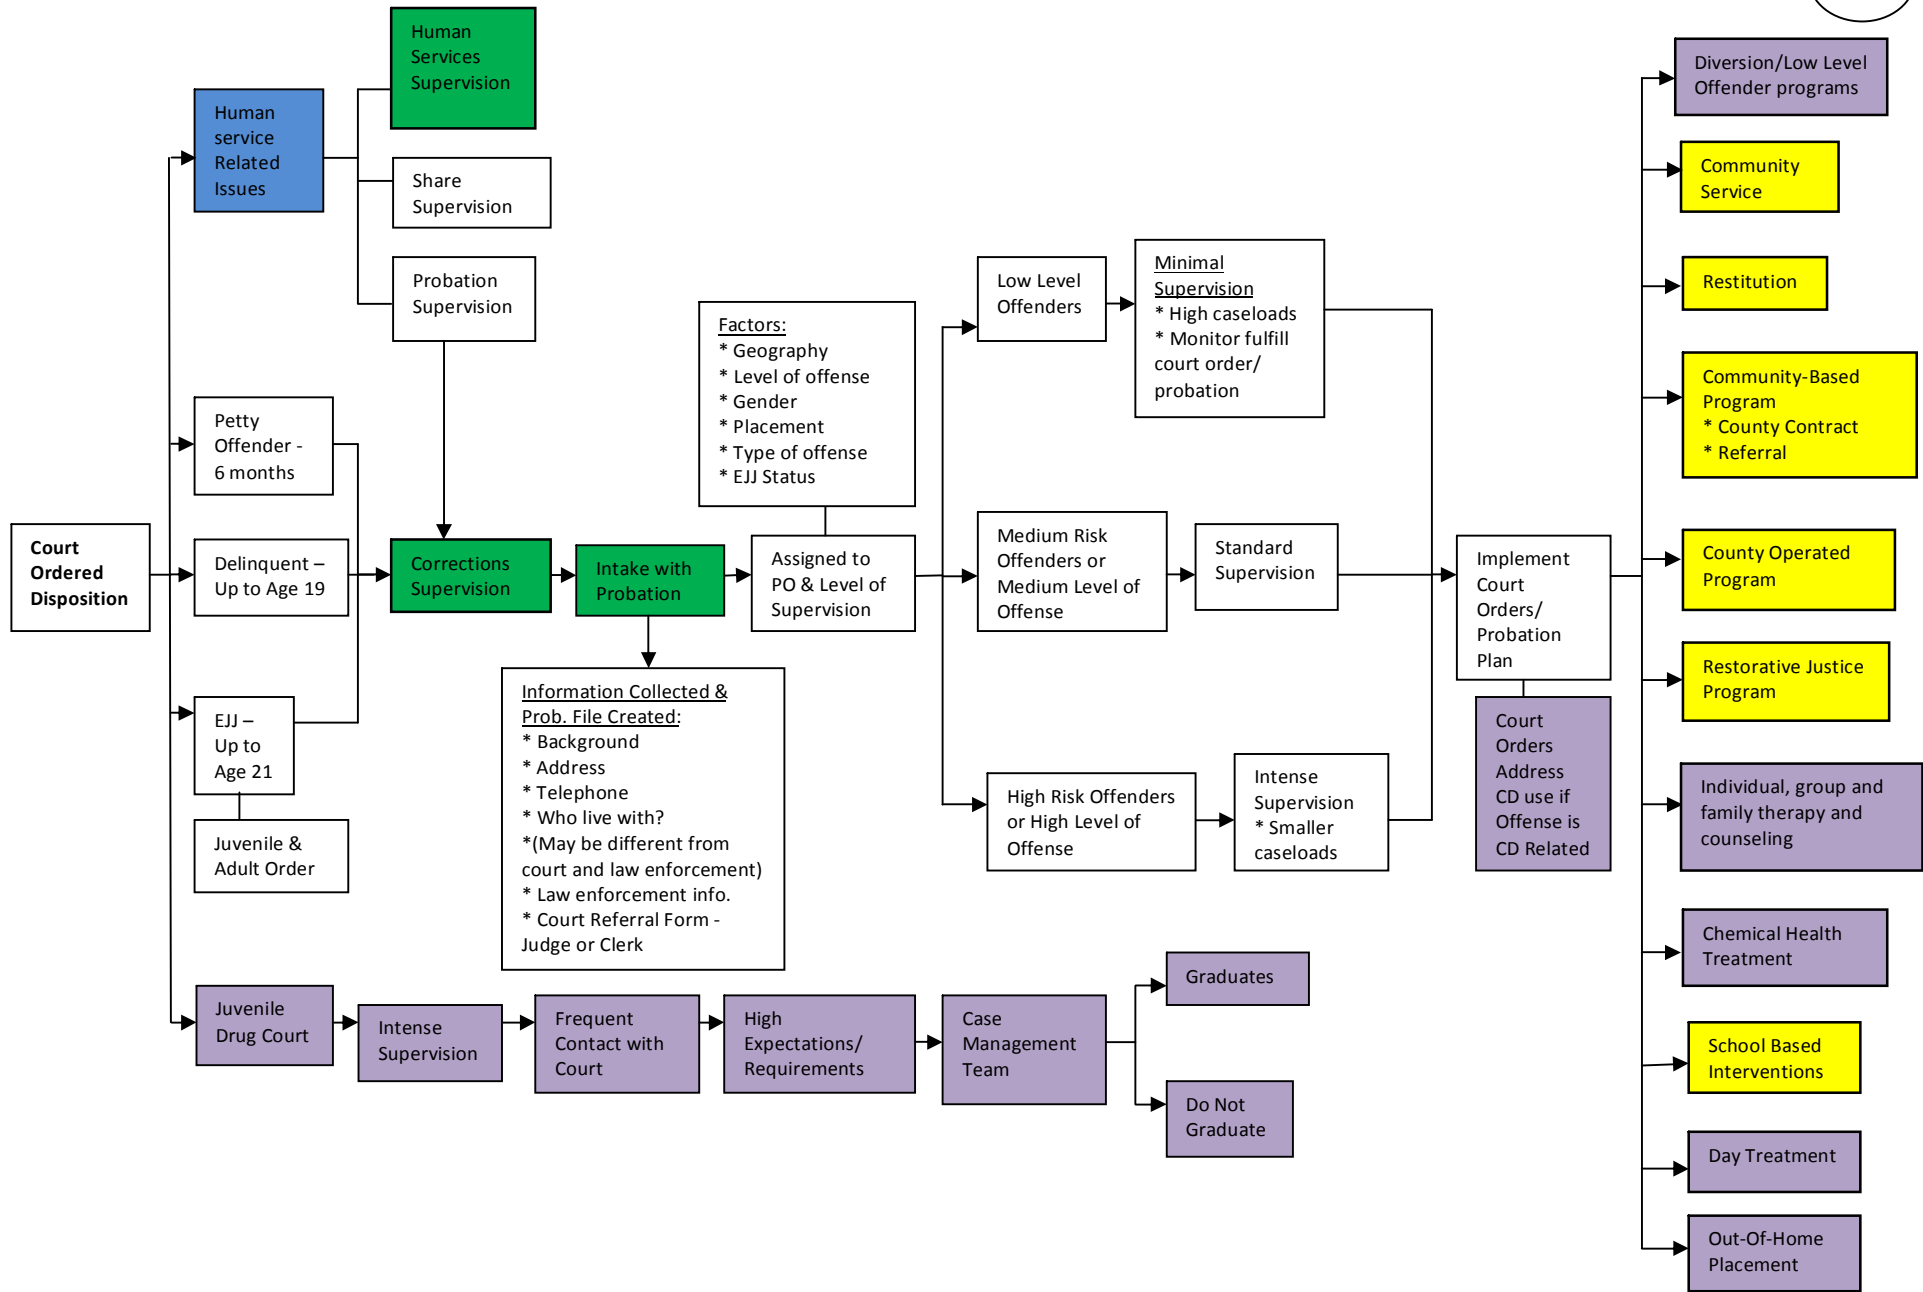 Human
Services
Supervision
Human
service
Related
Issues
Share
Supervision
Probation
Supervision
Petty
Offender -
6 months
Court
Ordered
Disposition
Delinquent –
Up to Age 19
EJJ –
Up to
Age 21
Juvenile &
Adult Order
Corrections
Supervision
Intake with
Probation
Information Collected &
Prob. File Created:
* Background
* Address
* Telephone
* Who live with?
*(May be different from
court and law enforcement)
* Law enforcement info.
* Court Referral Form -
Judge or Clerk
Factors:
* Geography
* Level of offense
* Gender
* Placement
* Type of offense
* EJJ Status
Assigned to
PO & Level of
Supervision
Low Level
Offenders
Minimal
Supervision
* High caseloads
* Monitor fulfill
court order/
probation
Medium Risk
Offenders or
Medium Level of
Offense
Standard
Supervision
High Risk Offenders
or High Level of
Offense
Intense
Supervision
* Smaller
caseloads
Implement
Court
Orders/
Probation
Plan
Court
Orders
Address
CD use if
Offense is
CD Related
Juvenile
Drug Court
Intense
Supervision
Frequent
Contact with
Court
High
Expectations/
Requirements
Case
Management
Team
Graduates
Do Not
Graduate
Diversion/Low Level
Offender programs
Community
Service
Restitution
Community-Based
Program
* County Contract
* Referral
County Operated
Program
Restorative Justice
Program
Individual, group and
family therapy and
counseling
Chemical Health
Treatment
School Based
Interventions
Day Treatment
Out-Of-Home
Placement